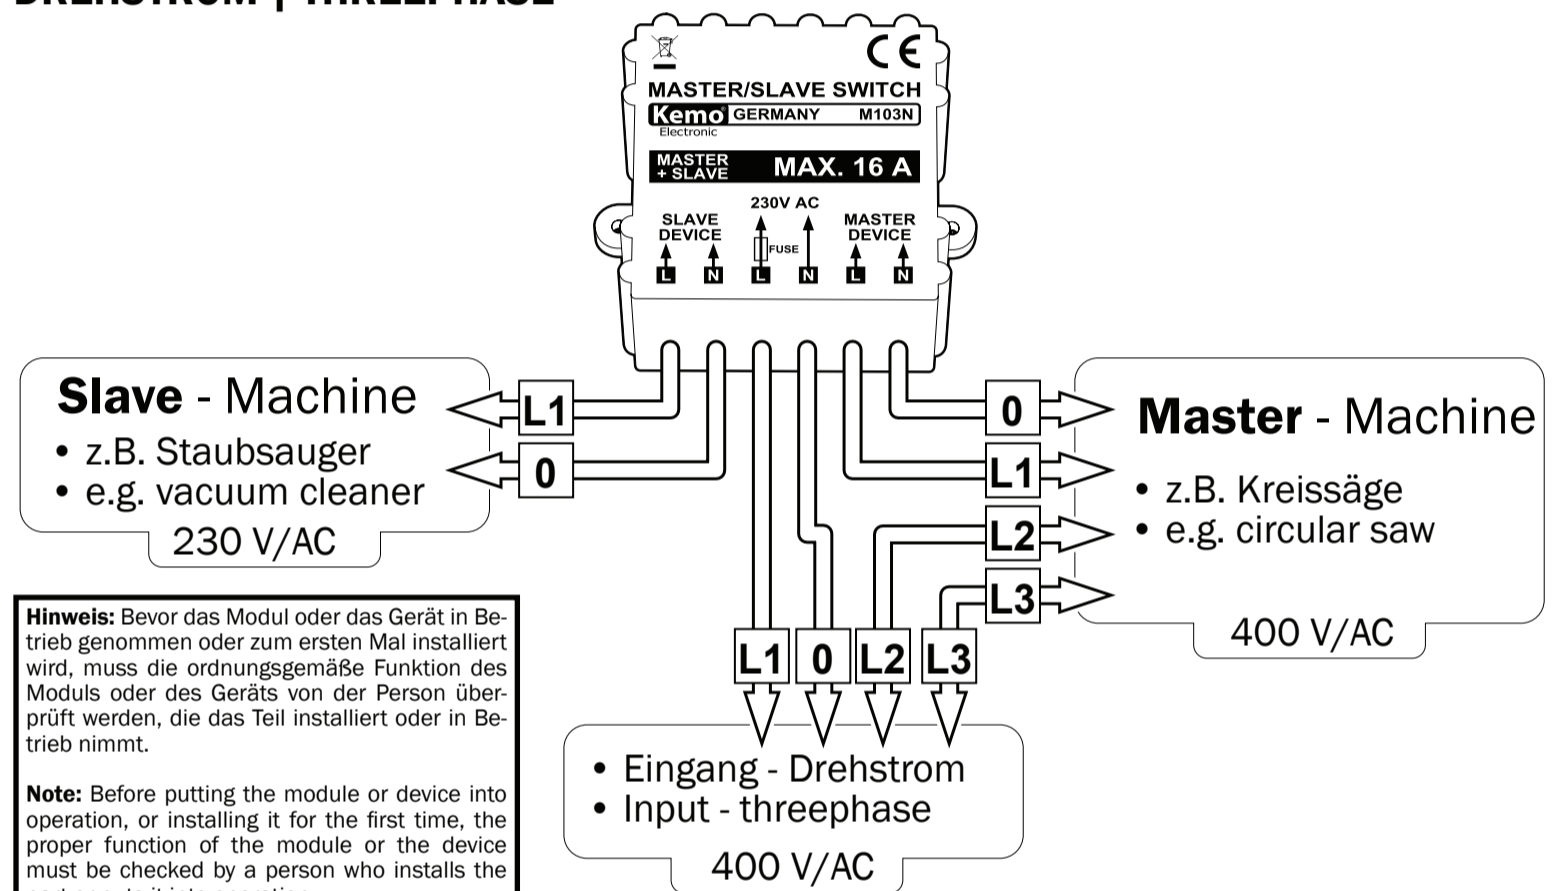 DREHSTROM | THREEPHASE
CE
MASTER/SLAVE SWITCH
Kemo® GERMANY M103N
Electronic
MASTER
+ SLAVE
MAX. 16 A
230V AC
SLAVE
DEVICE
FUSE
MASTER
DEVICE
L N L N L N
Slave - Machine
• z.B. Staubsauger
• e.g. vacuum cleaner
230 V/AC
L1
0
0
L1
L2
L3
Master - Machine
• z.B. Kreissäge
• e.g. circular saw
400 V/AC
L1 0 L2 L3
• Eingang - Drehstrom
• Input - threephase
400 V/AC
Hinweis: Bevor das Modul oder das Gerät in Be-
trieb genommen oder zum ersten Mal installiert
wird, muss die ordnungsgemäße Funktion des
Moduls oder des Geräts von der Person über-
prüft werden, die das Teil installiert oder in Be-
trieb nimmt.
Note: Before putting the module or device into
operation, or installing it for the first time, the
proper function of the module or the device
must be checked by a person who installs the